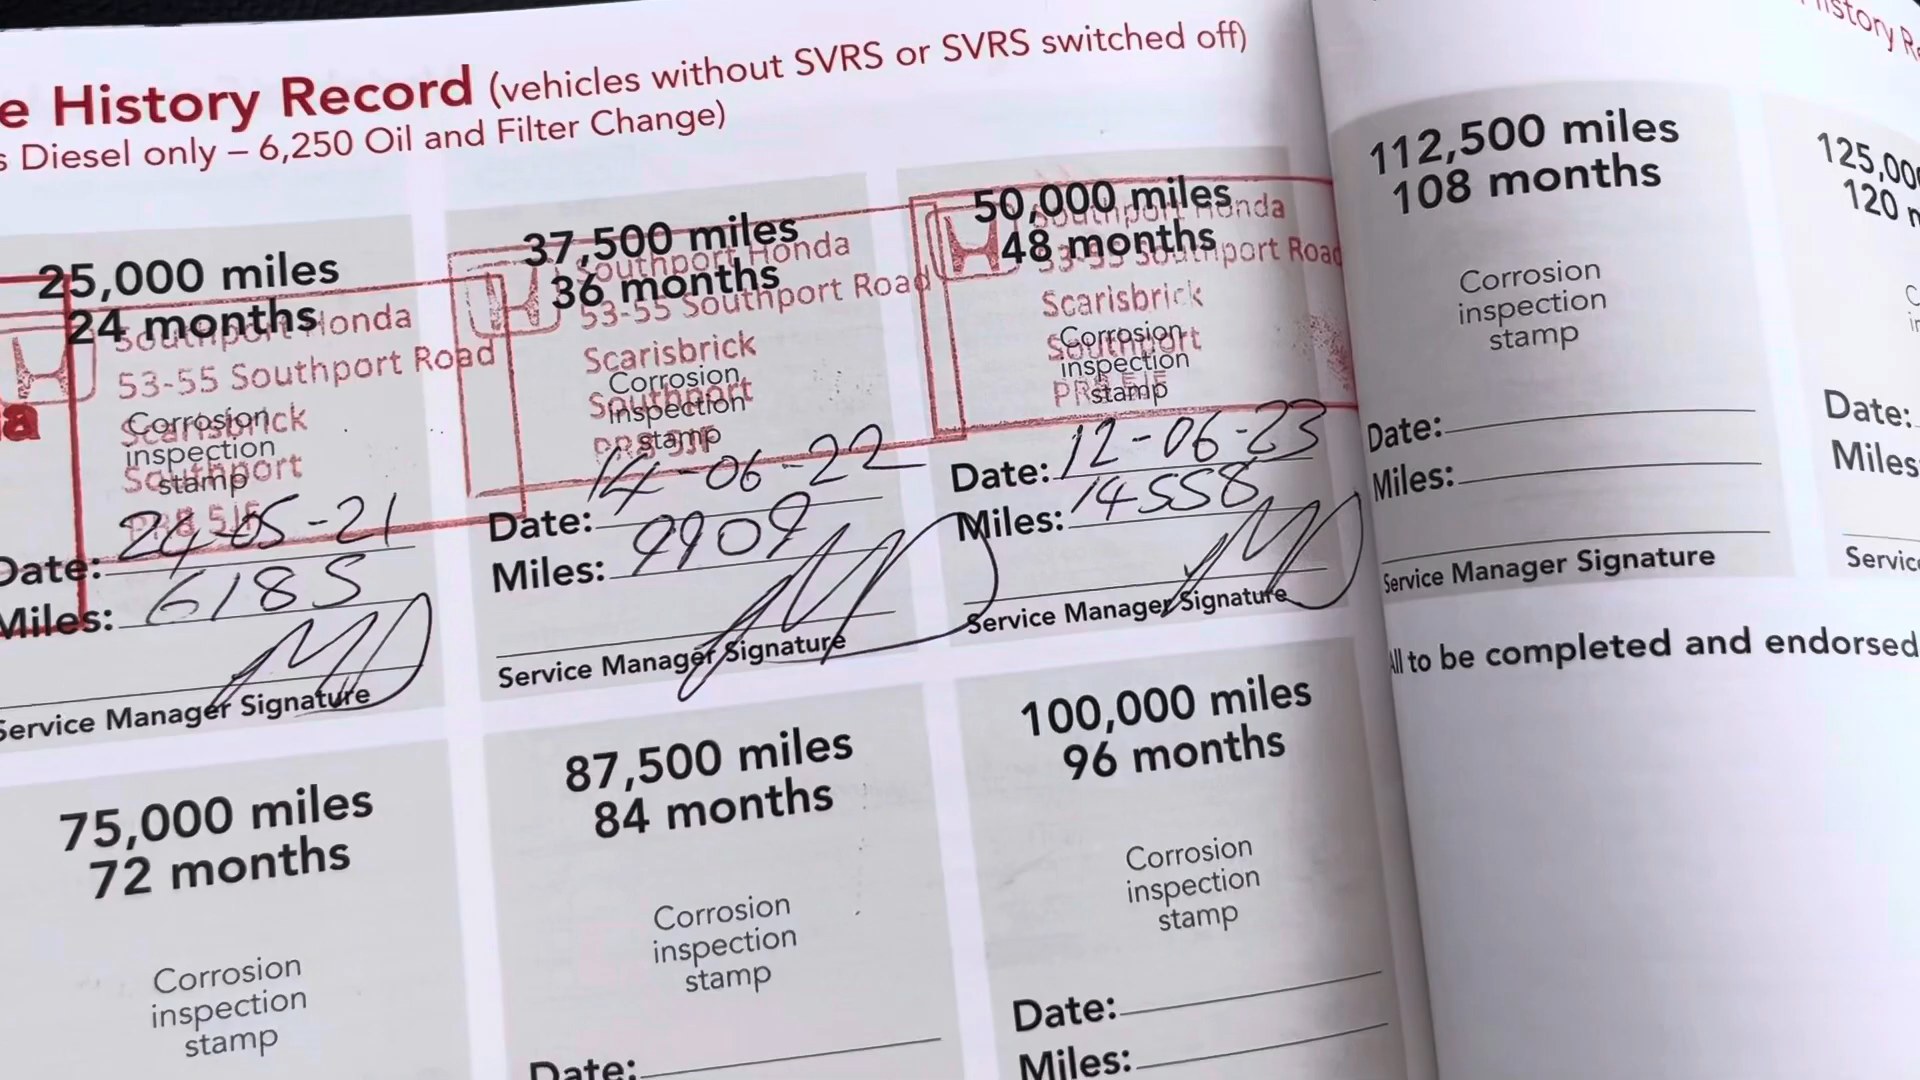 e History Record (vehicles without SVRS or SVRS switched off)
s Diesel only – 6,250 Oil and Filter Change)
25,000 miles
24 months
Southport Honda
53-55 Southport Road
Scarisbrick
Southport
PR8 5JF
Corrosion
inspection
stamp
Date: 24-05-21
Miles: 6185
Service Manager Signature
37,500 miles
36 months
Southport Honda
53-55 Southport Road
Scarisbrick
Southport
Corrosion
inspection
stamp
Date: 14-06-22
Miles: 9909
Service Manager Signature
50,000 miles
48 months
Southport Honda
53-55 Southport Road
Scarisbrick
Southport
Corrosion
inspection
stamp
Date: 12-06-23
Miles: 14558
Service Manager Signature
75,000 miles
72 months
Corrosion
inspection
stamp
87,500 miles
84 months
Corrosion
inspection
stamp
Date:
100,000 miles
96 months
Corrosion
inspection
stamp
Date:
Miles:
History Re
112,500 miles
108 months
Corrosion
inspection
stamp
Date:
Miles:
Service Manager Signature
125,00
120 m
Date:
Miles:
Servic
All to be completed and endorsed